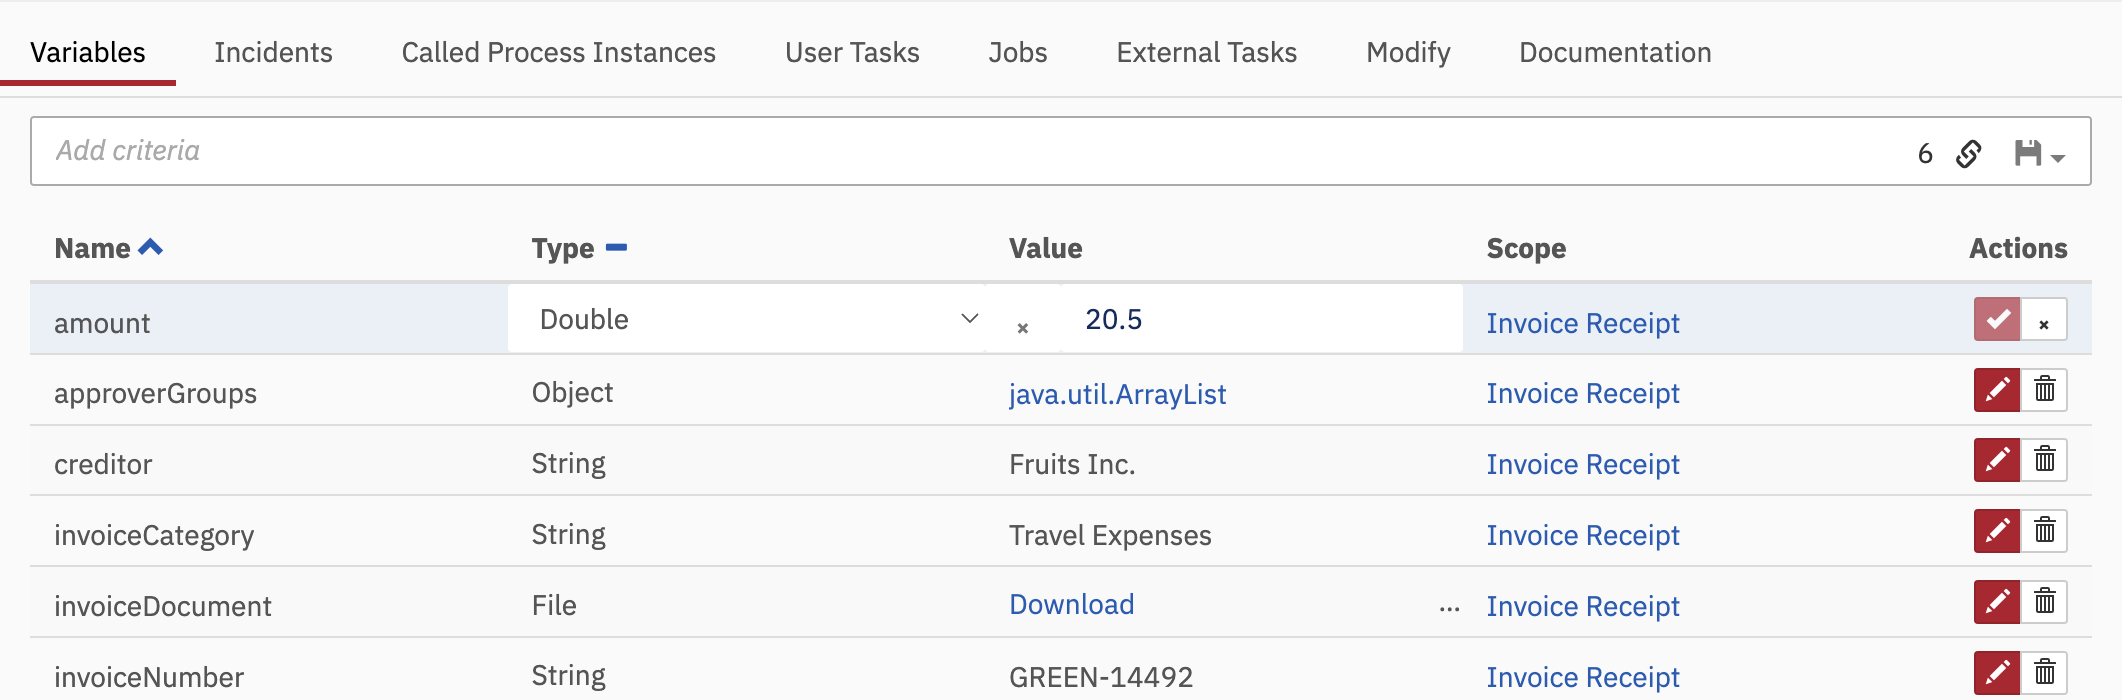 Variables Incidents Called Process Instances User Tasks Jobs External Tasks Modify Documentation
Add criteria 6
Name Type Value Scope Actions
amount Double × 20.5 Invoice Receipt ×
approverGroups Object java.util.ArrayList Invoice Receipt
creditor String Fruits Inc. Invoice Receipt
invoiceCategory String Travel Expenses Invoice Receipt
invoiceDocument File Download ... Invoice Receipt
invoiceNumber String GREEN-14492 Invoice Receipt